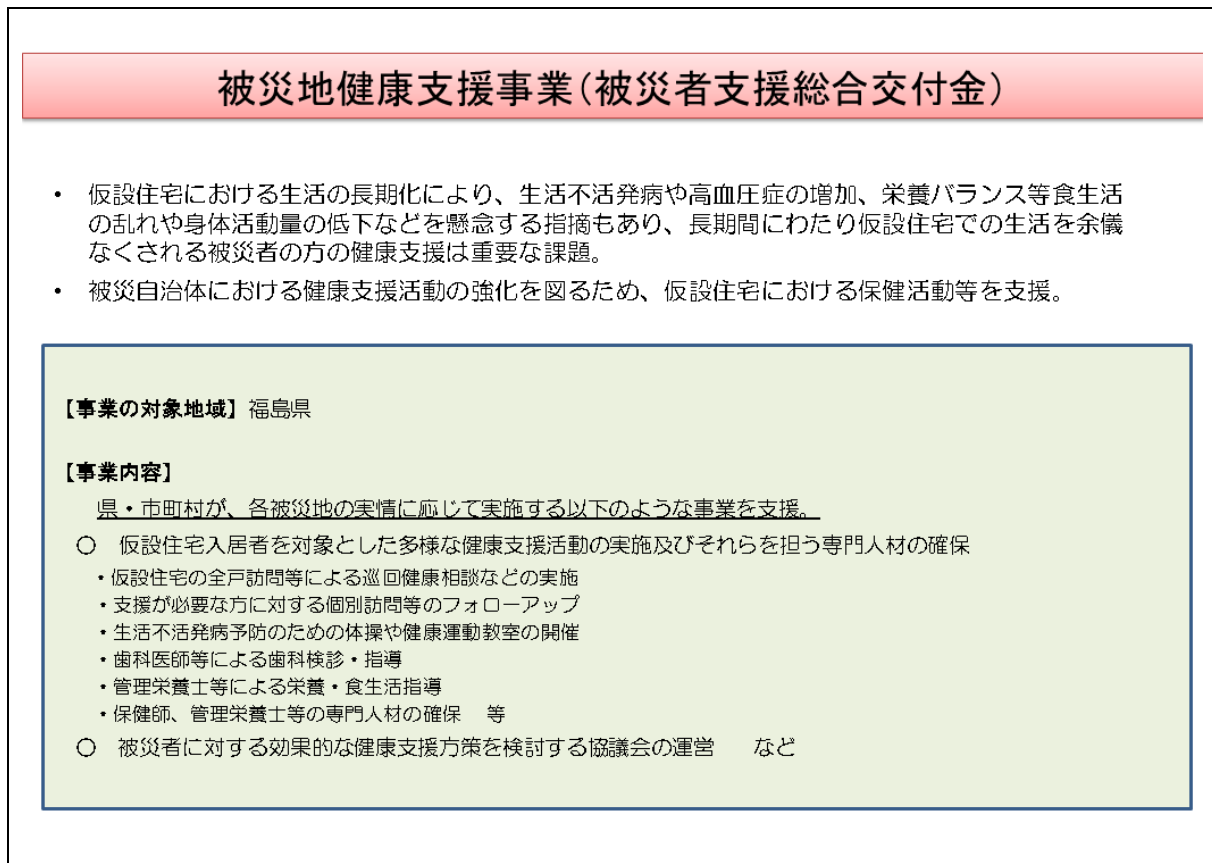 被災地健康支援事業(被災者支援総合交付金)
• 仮設住宅における生活の長期化により、生活不活発病や高血圧症の増加、栄養バランス等食生活
の乱れや身体活動量の低下などを懸念する指摘もあり、長期間にわたり仮設住宅での生活を余儀
なくされる被災者の方の健康支援は重要な課題。
• 被災自治体における健康支援活動の強化を図るため、仮設住宅における保健活動等を支援。
【事業の対象地域】福島県
【事業内容】
県・市町村が、各被災地の実情に応じて実施する以下のような事業を支援。
○ 仮設住宅入居者を対象とした多様な健康支援活動の実施及びそれらを担う専門人材の確保
・仮設住宅の全戸訪問等による巡回健康相談などの実施
・支援が必要な方に対する個別訪問等のフォローアップ
・生活不活発病予防のための体操や健康運動教室の開催
・歯科医師等による歯科検診・指導
・管理栄養士等による栄養・食生活指導
・保健師、管理栄養士等の専門人材の確保 等
○ 被災者に対する効果的な健康支援方策を検討する協議会の運営 など